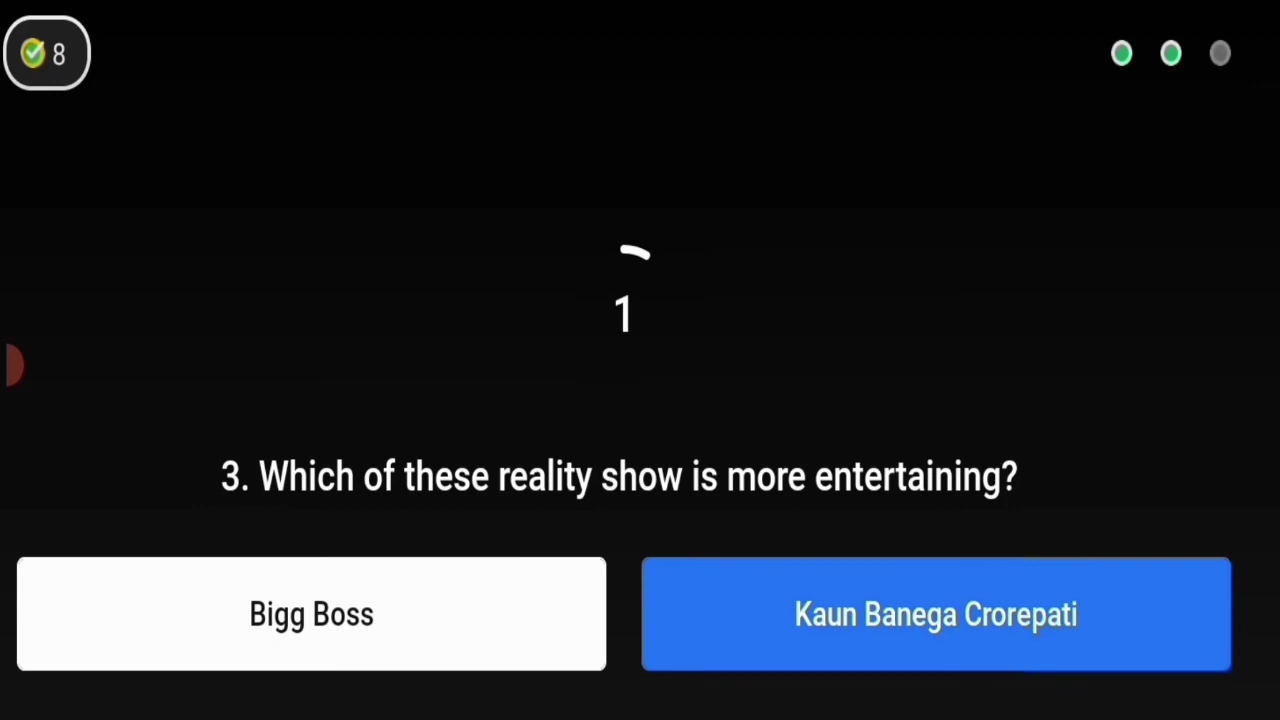 8
1
3. Which of these reality show is more entertaining?
Bigg Boss
Kaun Banega Crorepati